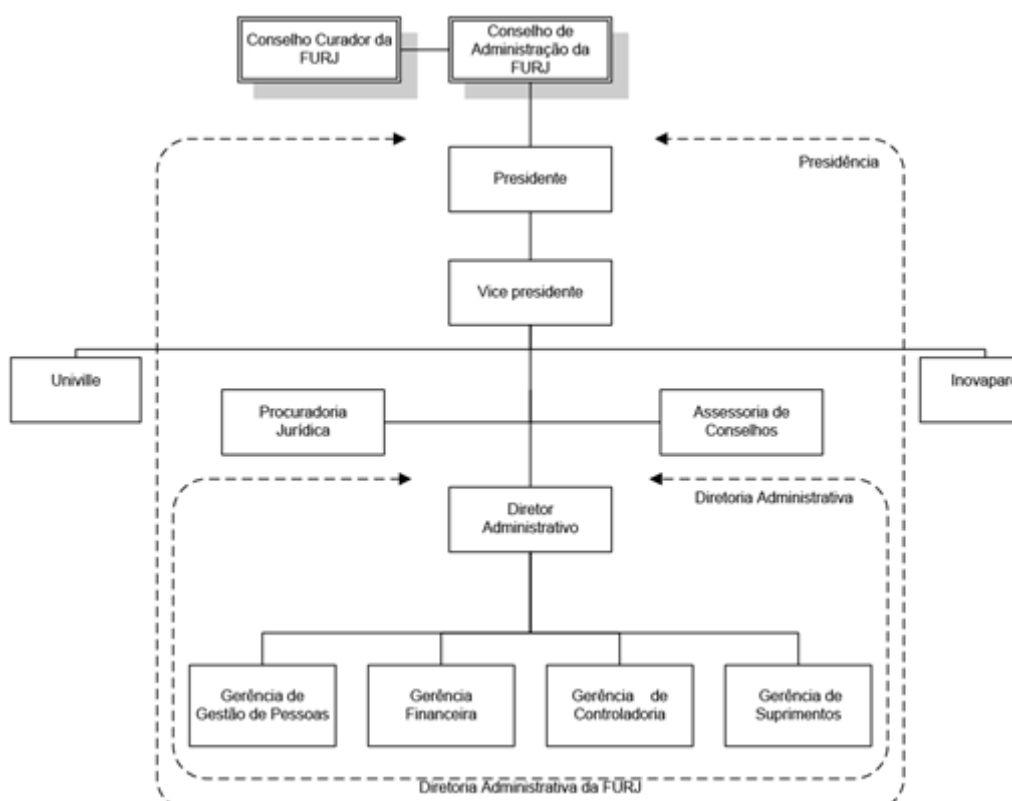 Conselho Curador da
FURJ
Conselho de
Administração da
FURJ
Presidência
Presidente
Vice presidente
Univille
Inovaparq
Procuradoria
Jurídica
Assessoria de
Conselhos
Diretoria Administrativa
Diretor
Administrativo
Gerência de
Gestão de Pessoas
Gerência
Financeira
Gerência de
Controladoria
Gerência de
Suprimentos
Diretoria Administrativa da FURJ